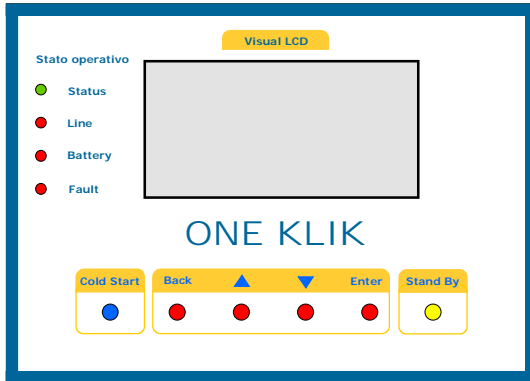 Visual LCD
Stato operativo
Status
Line
Battery
Fault
ONE KLIK
Cold Start
Back
Enter
Stand By